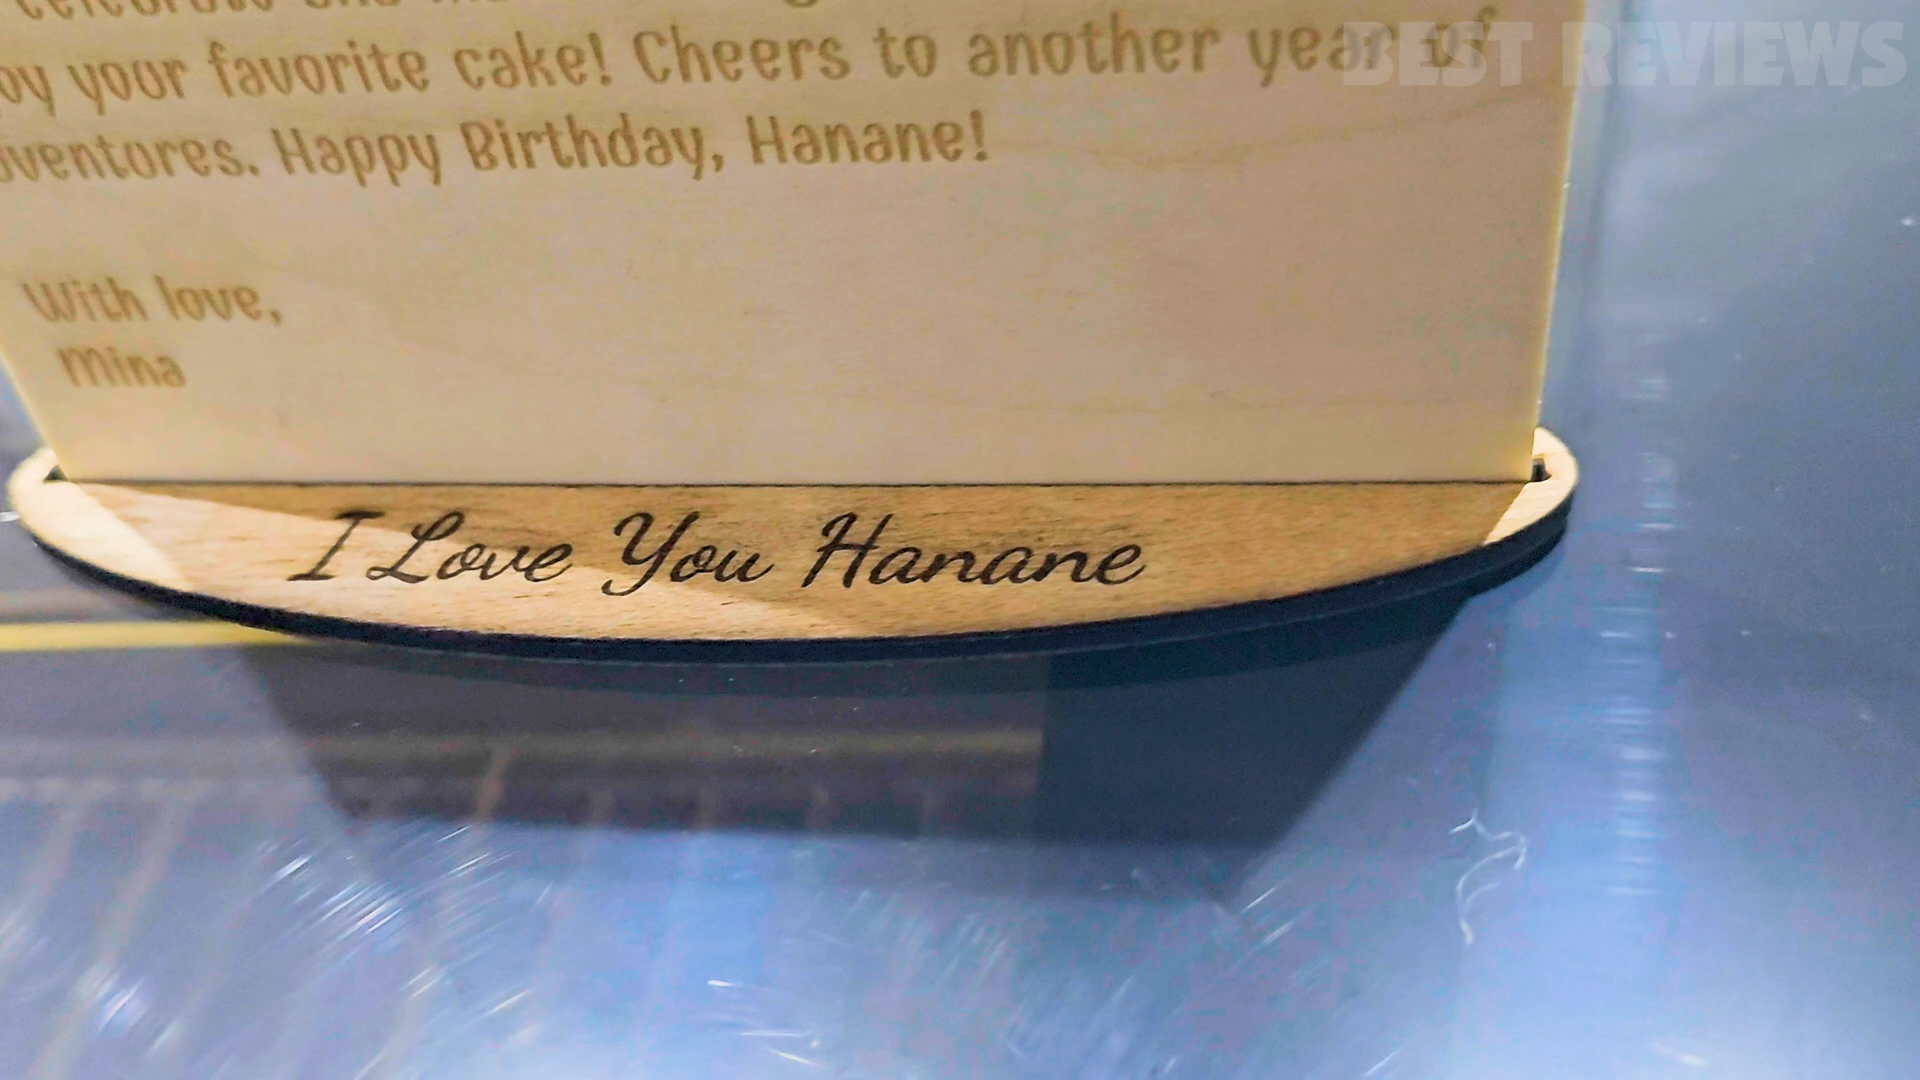 BEST REVIEWS
celebrate
your favorite cake! Cheers to another year of
Happy Birthday, Hanane!
With love,
Mina
I Love You Hanane